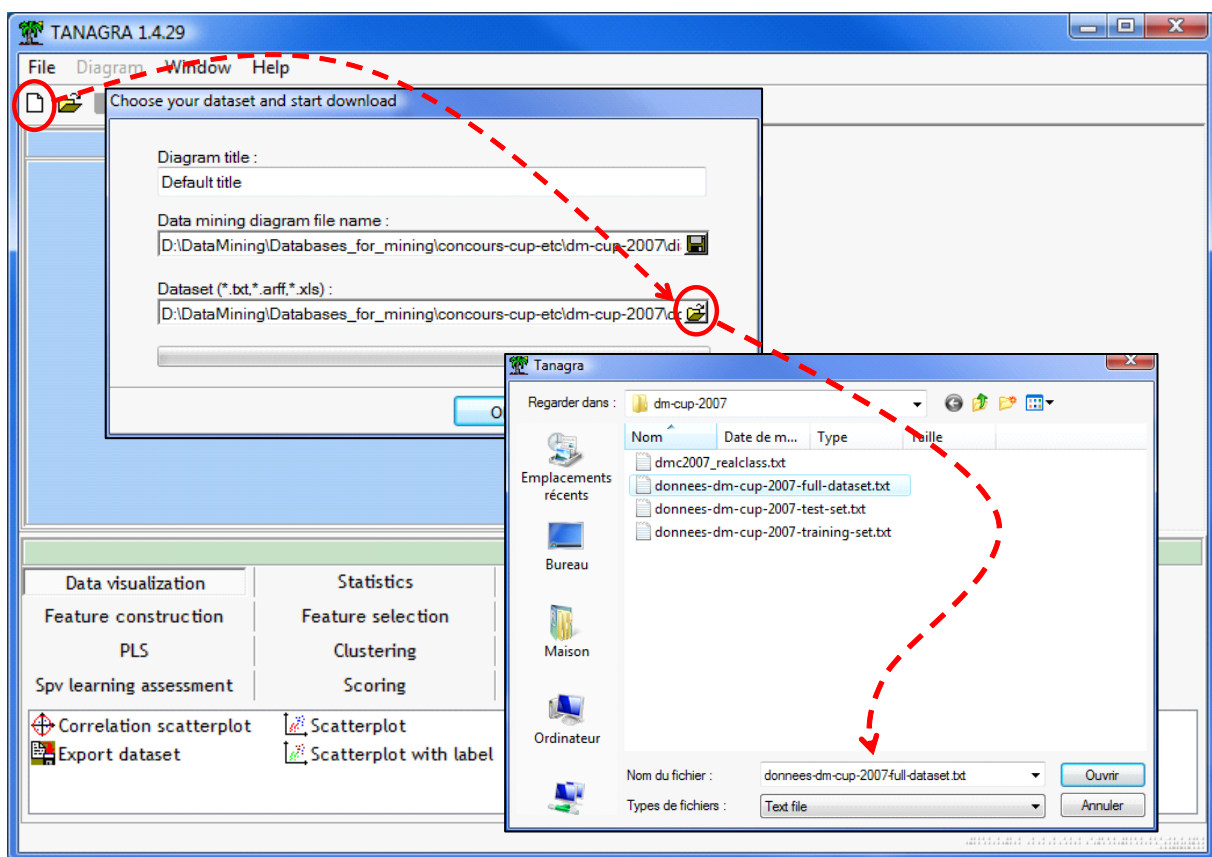 TANAGRA 1.4.29
File Diagram Window Help
Choose your dataset and start download
Diagram title :
Default title
Data mining diagram file name :
D:\DataMining\Databases_for_mining\concours-cup-etc\dm-cup-2007\di
Dataset (*.txt,*.arff,*.xls) :
D:\DataMining\Databases_for_mining\concours-cup-etc\dm-cup-2007\d
Tanagra
Regarder dans : dm-cup-2007
Nom Date de m... Type Taille
dmc2007_realclass.txt
donnees-dm-cup-2007-full-dataset.txt
donnees-dm-cup-2007-test-set.txt
donnees-dm-cup-2007-training-set.txt
Emplacements
récents
Bureau
Maison
Ordinateur
Nom du fichier : donnees-dm-cup-2007-full-dataset.txt Ouvrir
Types de fichiers : Text file Annuler
Data visualization Statistics
Feature construction Feature selection
PLS Clustering
Spv learning assessment Scoring
Correlation scatterplot Scatterplot
Export dataset Scatterplot with label